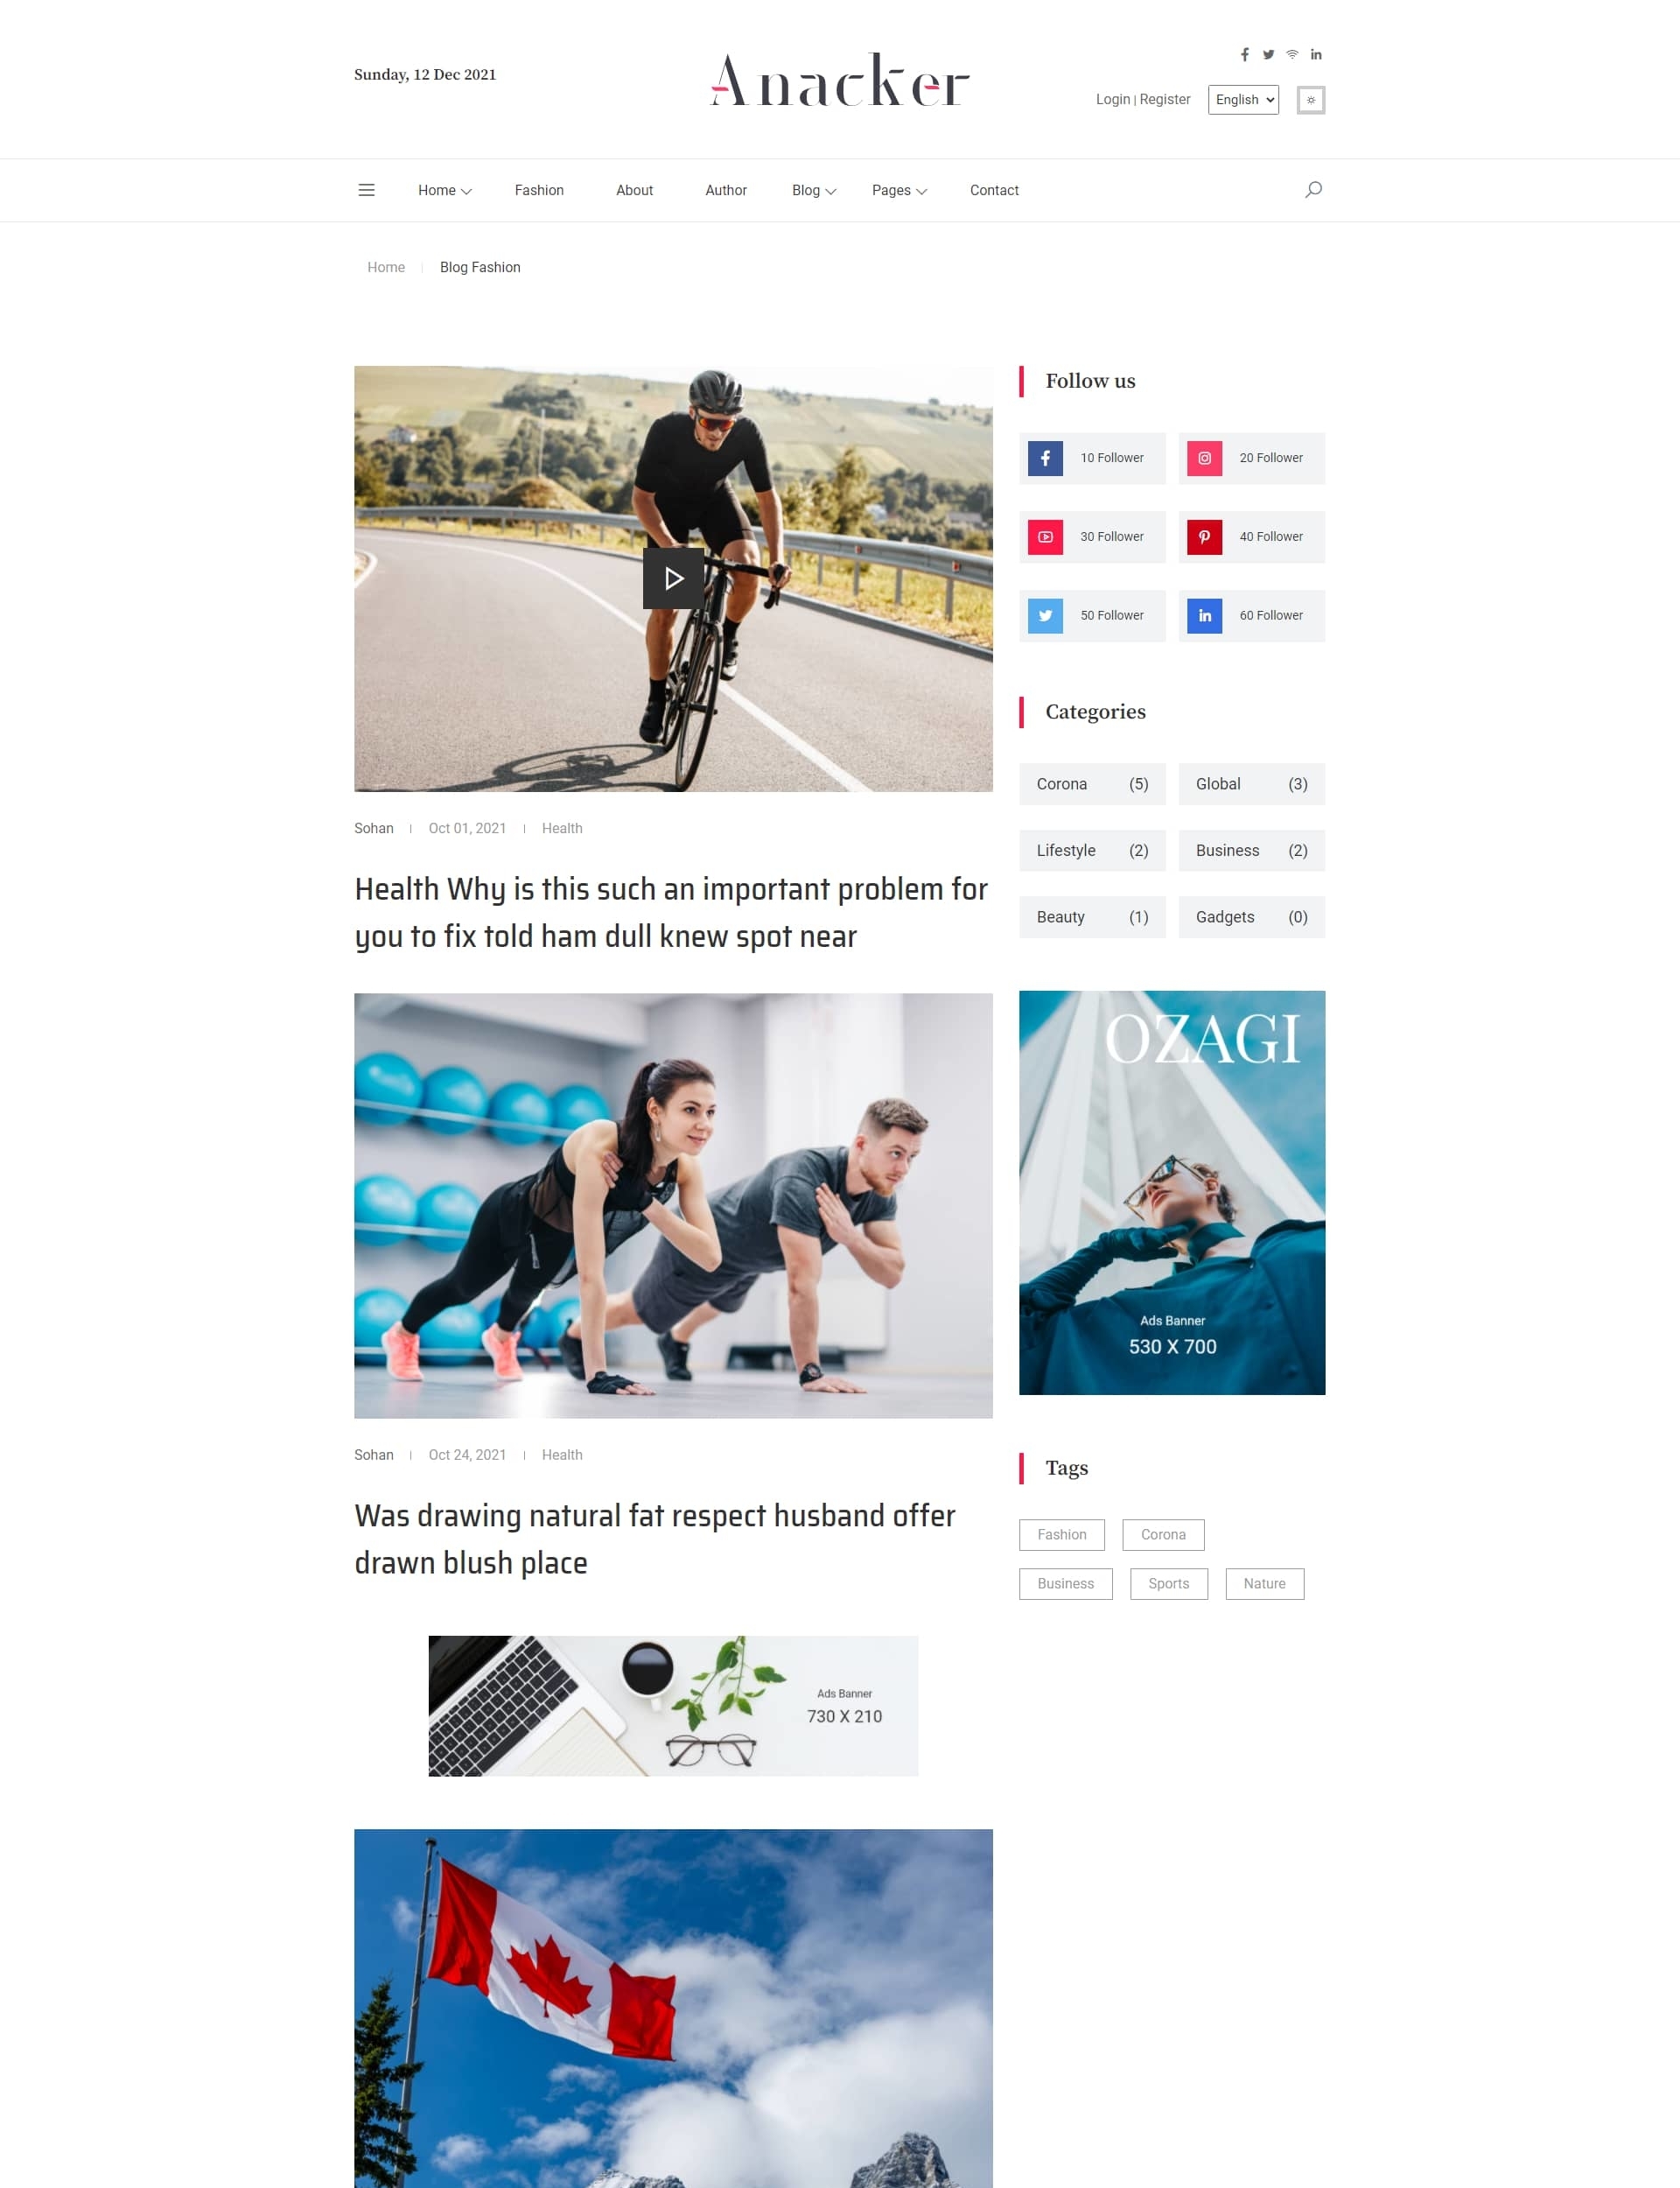 Sunday, 12 Dec 2021
Anacker
Login | Register
English
Home
Fashion
About
Author
Blog
Pages
Contact
Home
Blog Fashion
Sohan
Oct 01, 2021
Health
Health Why is this such an important problem for
you to fix told ham dull knew spot near
Sohan
Oct 24, 2021
Health
Was drawing natural fat respect husband offer
drawn blush place
Ads Banner
730 X 210
Follow us
10 Follower
20 Follower
30 Follower
40 Follower
50 Follower
60 Follower
Categories
Corona (5)
Global (3)
Lifestyle (2)
Business (2)
Beauty (1)
Gadgets (0)
OZAGI
Ads Banner
530 X 700
Tags
Fashion
Corona
Business
Sports
Nature